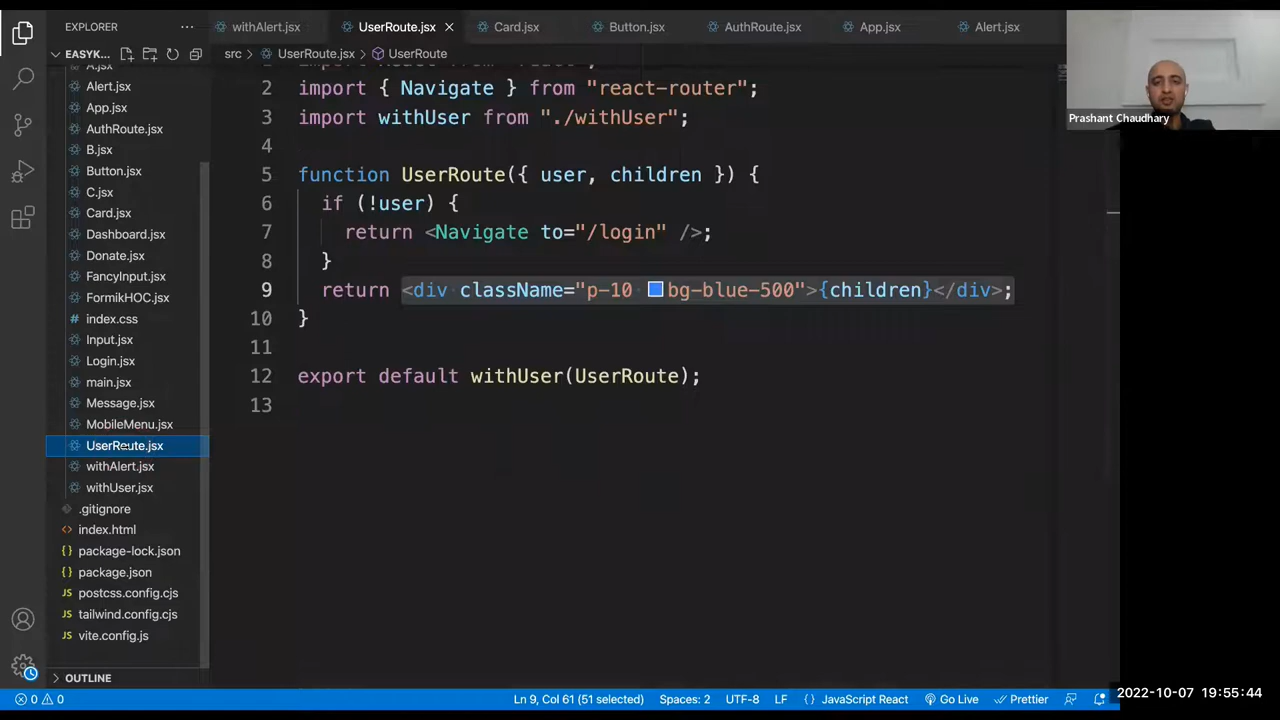 EXPLORER
withAlert.jsx
UserRoute.jsx
Card.jsx
Button.jsx
AuthRoute.jsx
App.jsx
Alert.jsx
EASYK...
src > UserRoute.jsx > UserRoute
A.jsx
Alert.jsx
App.jsx
AuthRoute.jsx
B.jsx
Button.jsx
C.jsx
Card.jsx
Dashboard.jsx
Donate.jsx
FancyInput.jsx
FormikHOC.jsx
index.css
Input.jsx
Login.jsx
main.jsx
Message.jsx
MobileMenu.jsx
UserRoute.jsx
withAlert.jsx
withUser.jsx
.gitignore
index.html
{} package-lock.json
{} package.json
JS postcss.config.cjs
JS tailwind.config.cjs
JS vite.config.js
OUTLINE
2 import { Navigate } from "react-router";
3 import withUser from "./withUser";
4
5 function UserRoute({ user, children }) {
6 if (!user) {
7 return <Navigate to="/login" />;
8 }
9 return <div className="p-10 bg-blue-500">{children}</div>;
10 }
11
12 export default withUser(UserRoute);
13
Prashant Chaudhary
0 0
Ln 9, Col 61 (51 selected)
Spaces: 2
UTF-8
LF
{} JavaScript React
Go Live
Prettier
2022-10-07 19:55:44